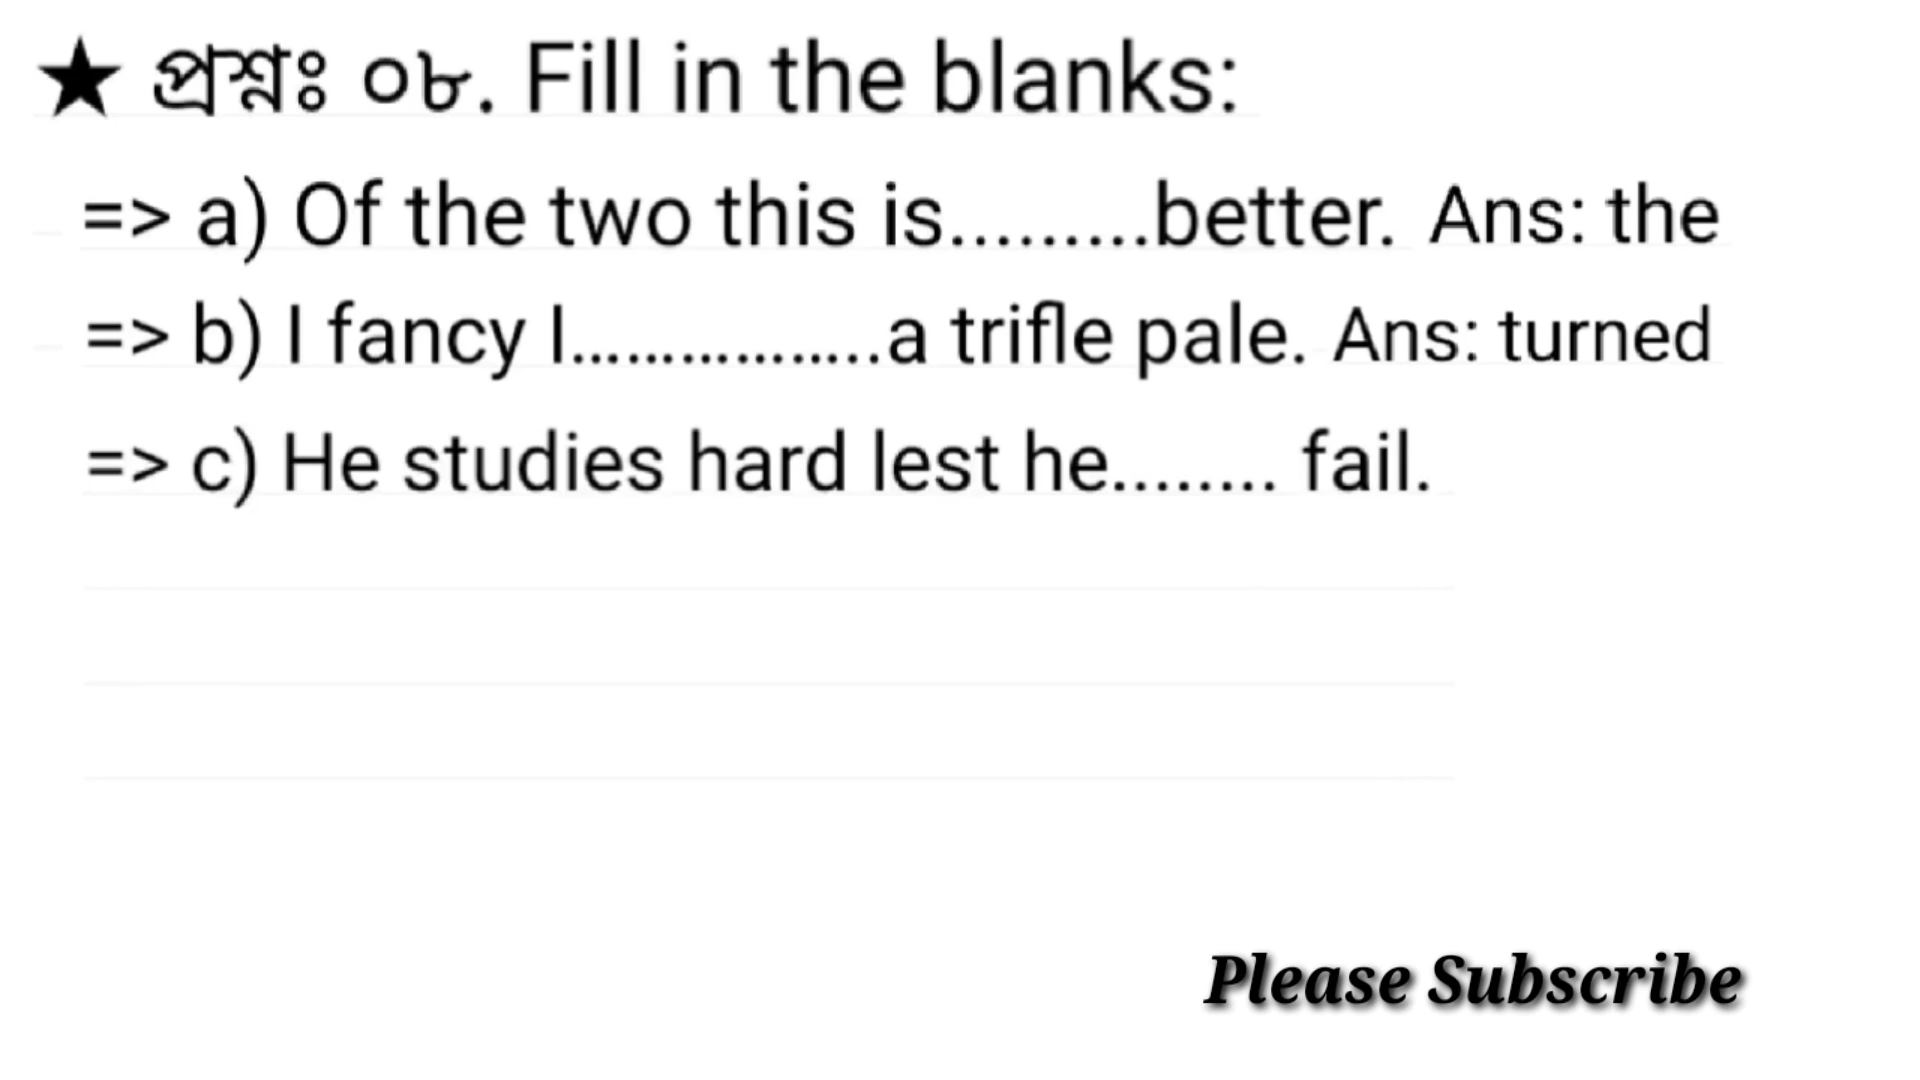 ★ প্রশ্নঃ ০৮. Fill in the blanks:
=> a) Of the two this is.........better. Ans: the
=> b) I fancy I..................a trifle pale. Ans: turned
=> c) He studies hard lest he........ fail.
Please Subscribe